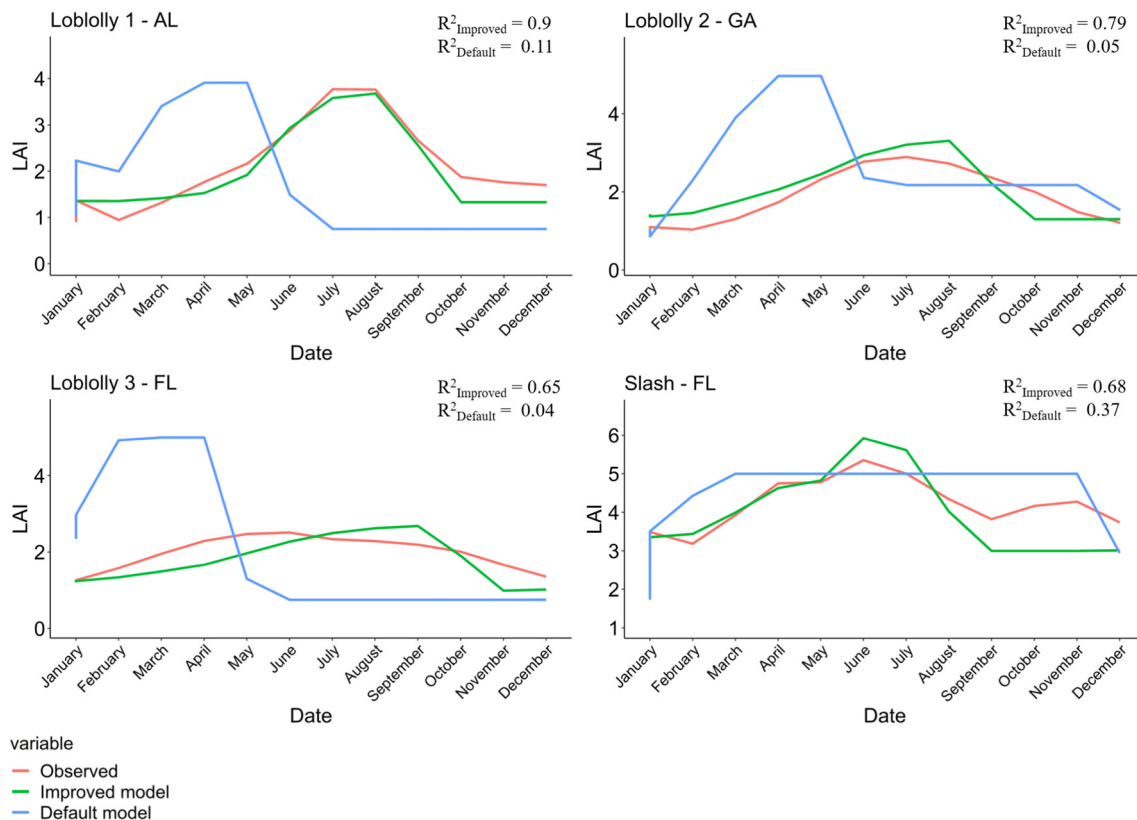 Loblolly 1 - AL
R²Improved = 0.9
R²Default = 0.11
LAI
4
3
2
1
0
January
February
March
April
May
June
July
August
September
October
November
December
Date
Loblolly 2 - GA
R²Improved = 0.79
R²Default = 0.05
LAI
4
2
0
January
February
March
April
May
June
July
August
September
October
November
December
Date
Loblolly 3 - FL
R²Improved = 0.65
R²Default = 0.04
LAI
4
2
0
January
February
March
April
May
June
July
August
September
October
November
December
Date
Slash - FL
R²Improved = 0.68
R²Default = 0.37
LAI
6
5
4
3
2
1
January
February
March
April
May
June
July
August
September
October
November
December
Date
variable
Observed
Improved model
Default model